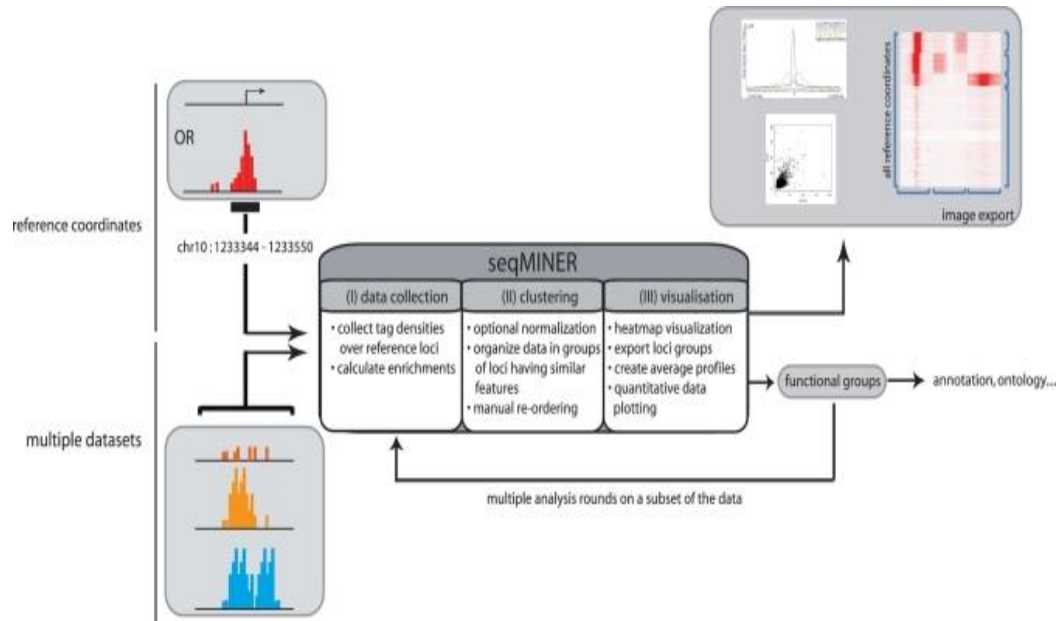 OR
reference coordinates
chr10 : 1233344 - 1233550
multiple datasets
seqMINER
(I) data collection
• collect tag densities
over reference loci
• calculate enrichments
(II) clustering
• optional normalization
• organize data in groups
of loci having similar
features
• manual re-ordering
(III) visualisation
• heatmap visualization
• export loci groups
• create average profiles
• quantitative data
plotting
all reference coordinates
image export
functional groups
annotation, ontology....
multiple analysis rounds on a subset of the data